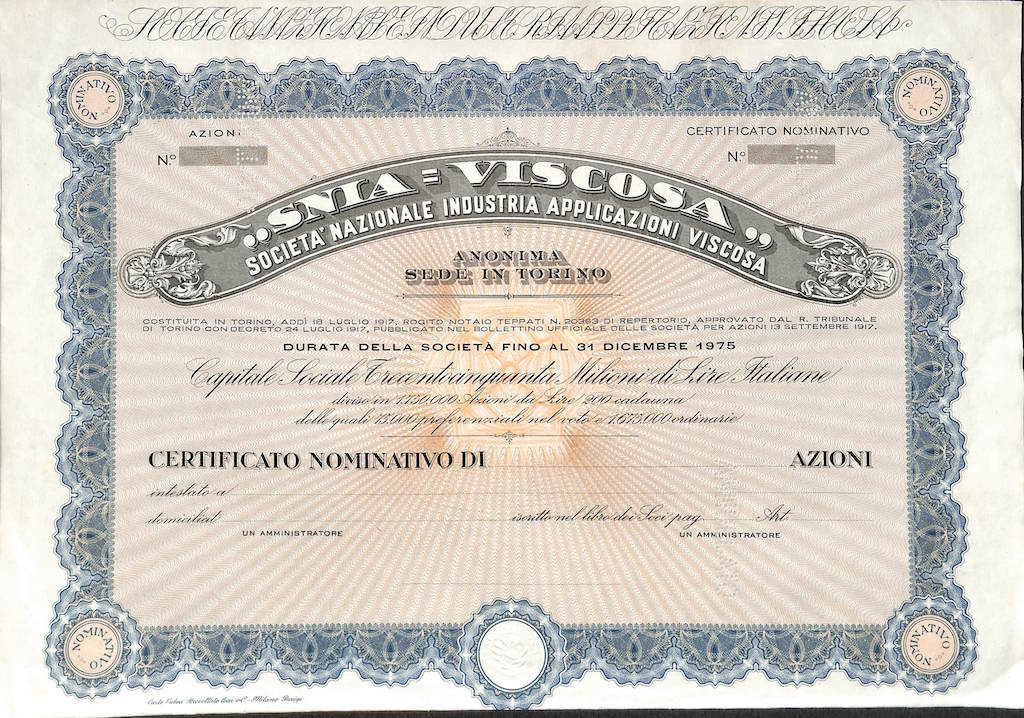 NOMINATIVO
NOMINATIVO
AZIONI
CERTIFICATO NOMINATIVO
N.º
N.º
„SNIA=VISCOSA”
SOCIETA' NAZIONALE INDUSTRIA APPLICAZIONI VISCOSA
ANONIMA
SEDE IN TORINO
COSTITUITA IN TORINO, ADDÌ 18 LUGLIO 1917, ROGITO NOTAIO TEPPATI N. 20363 DI REPERTORIO, APPROVATO DAL R. TRIBUNALE
DI TORINO CON DECRETO 24 LUGLIO 1917, PUBBLICATO NEL BOLLETTINO UFFICIALE DELLE SOCIETÀ PER AZIONI 13 SETTEMBRE 1917.
DURATA DELLA SOCIETÀ FINO AL 31 DICEMBRE 1975
Capitale Sociale Trecentocinquanta Milioni di Lire Italiane
diviso in 1.750.000 Azioni da Lire 200 cadauna
delle quali 75.000 preferenziale nel voto e 1.675.000 ordinarie
CERTIFICATO NOMINATIVO DI AZIONI
intestato a
domiciliat iscritto nel libro dei Soci pag. Art.
UN AMMINISTRATORE UN AMMINISTRATORE
NOMINATIVO
NOMINATIVO
Milano Parigi